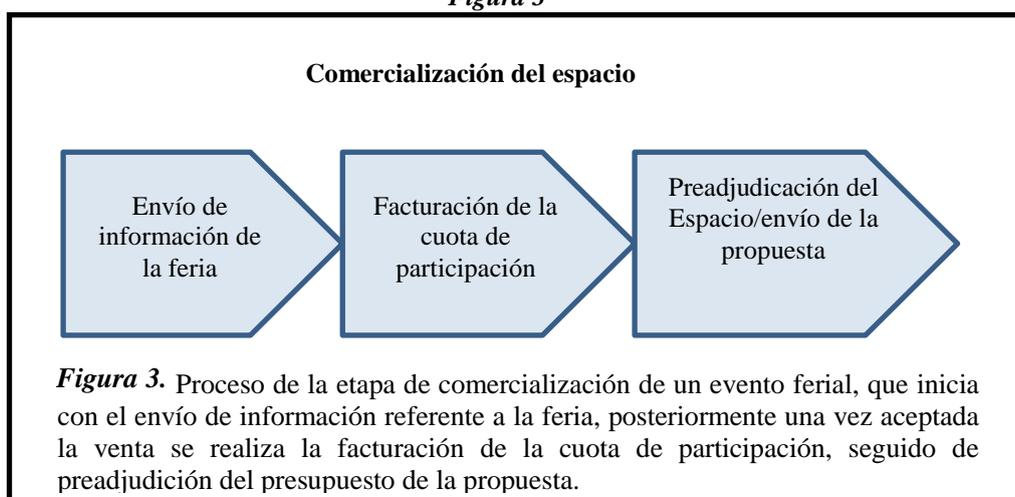 Figura 3
Comercialización del espacio
Envío de
información de
la feria
Facturación de la
cuota de
participación
Preadjudicación del
Espacio/envío de la
propuesta
Figura 3. Proceso de la etapa de comercialización de un evento ferial, que inicia
con el envío de información referente a la feria, posteriormente una vez aceptada
la venta se realiza la facturación de la cuota de participación, seguido de
preadjudición del presupuesto de la propuesta.